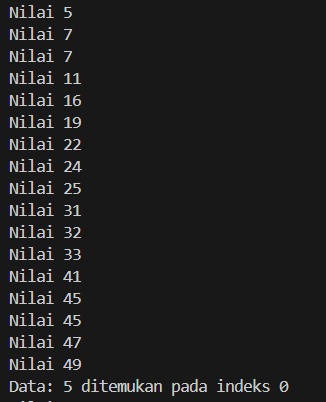 Nilai 5
Nilai 7
Nilai 7
Nilai 11
Nilai 16
Nilai 19
Nilai 22
Nilai 24
Nilai 25
Nilai 31
Nilai 32
Nilai 33
Nilai 41
Nilai 45
Nilai 45
Nilai 47
Nilai 49
Data: 5 ditemukan pada indeks 0